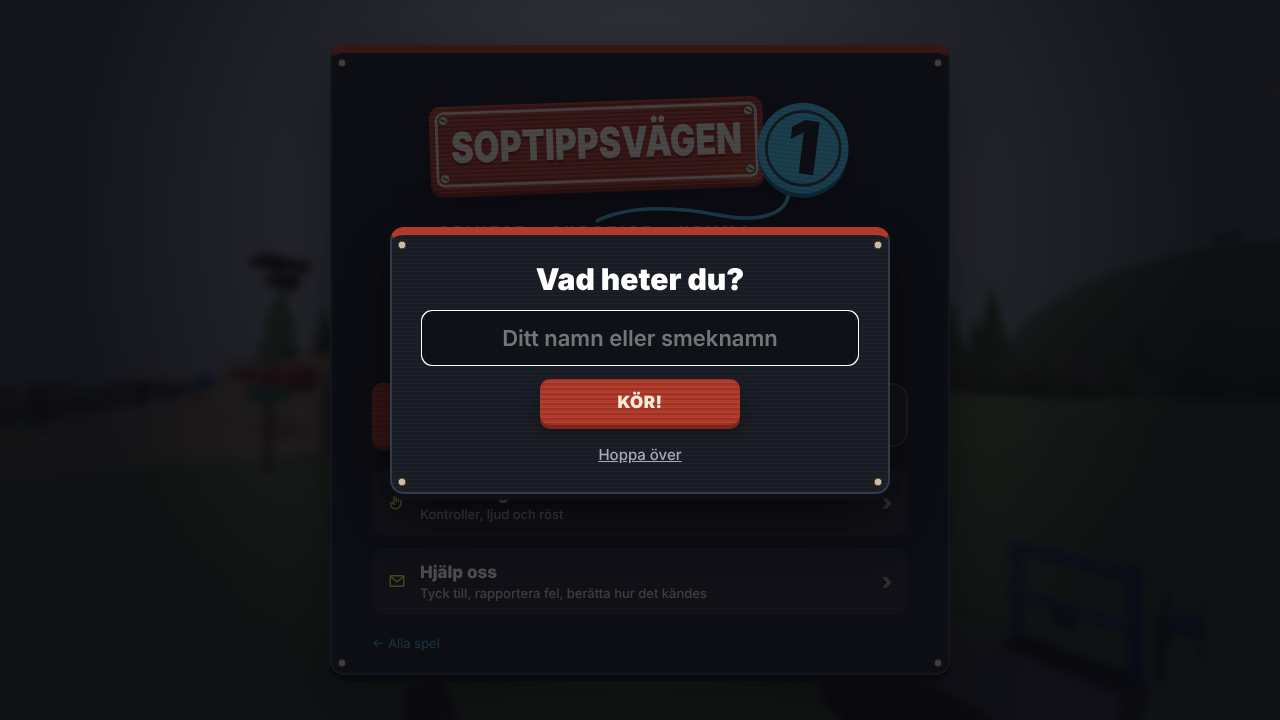 SOPTIPPSVÄGEN 1
Vad heter du?
Ditt namn eller smeknamn
KÖR!
Hoppa över
Kontroller, ljud och röst
Hjälp oss
Tyck till, rapportera fel, berätta hur det kändes
← Alla spel